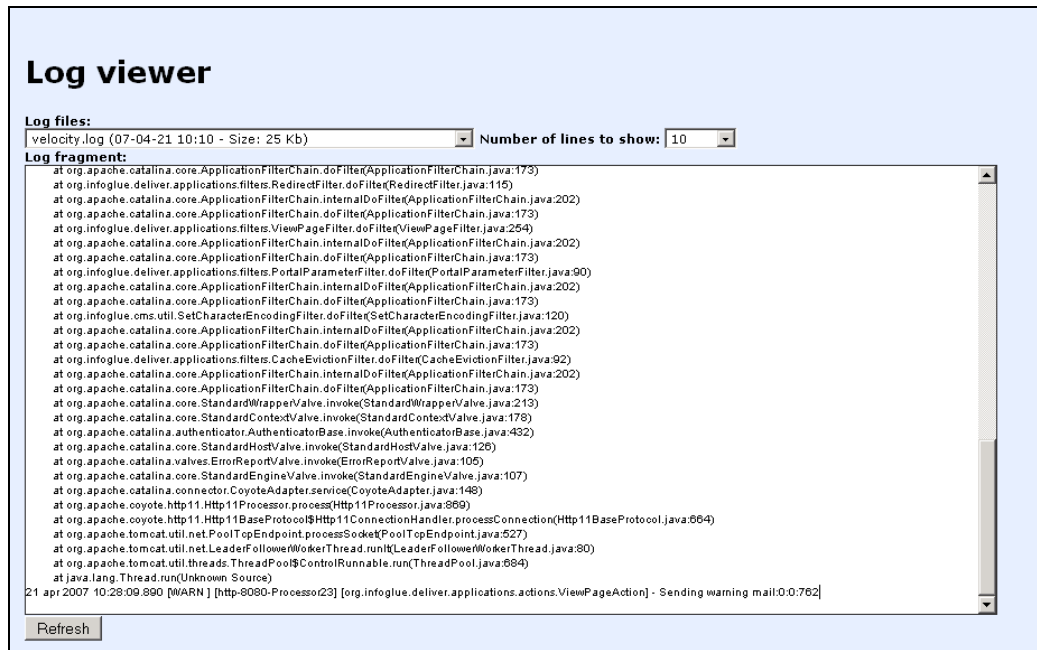 Log viewer
Log files:
velocity.log (07-04-21 10:10 - Size: 25 Kb) Number of lines to show: 10
Log fragment:
at org.apache.catalina.core.ApplicationFilterChain.doFilter(ApplicationFilterChain.java:173)
at org.infoglue.deliver.applications.filters.RedirectFilter.doFilter(RedirectFilter.java:115)
at org.apache.catalina.core.ApplicationFilterChain.internalDoFilter(ApplicationFilterChain.java:202)
at org.apache.catalina.core.ApplicationFilterChain.doFilter(ApplicationFilterChain.java:173)
at org.infoglue.deliver.applications.filters.ViewPageFilter.doFilter(ViewPageFilter.java:254)
at org.apache.catalina.core.ApplicationFilterChain.internalDoFilter(ApplicationFilterChain.java:202)
at org.apache.catalina.core.ApplicationFilterChain.doFilter(ApplicationFilterChain.java:173)
at org.infoglue.deliver.applications.filters.PortalParameterFilter.doFilter(PortalParameterFilter.java:90)
at org.apache.catalina.core.ApplicationFilterChain.internalDoFilter(ApplicationFilterChain.java:202)
at org.apache.catalina.core.ApplicationFilterChain.doFilter(ApplicationFilterChain.java:173)
at org.infoglue.cms.util.SetCharacterEncodingFilter.doFilter(SetCharacterEncodingFilter.java:120)
at org.apache.catalina.core.ApplicationFilterChain.internalDoFilter(ApplicationFilterChain.java:202)
at org.apache.catalina.core.ApplicationFilterChain.doFilter(ApplicationFilterChain.java:173)
at org.infoglue.deliver.applications.filters.CacheEvictionFilter.doFilter(CacheEvictionFilter.java:92)
at org.apache.catalina.core.ApplicationFilterChain.internalDoFilter(ApplicationFilterChain.java:202)
at org.apache.catalina.core.ApplicationFilterChain.doFilter(ApplicationFilterChain.java:173)
at org.apache.catalina.core.StandardWrapperValve.invoke(StandardWrapperValve.java:213)
at org.apache.catalina.core.StandardContextValve.invoke(StandardContextValve.java:178)
at org.apache.catalina.authenticator.AuthenticatorBase.invoke(AuthenticatorBase.java:432)
at org.apache.catalina.core.StandardHostValve.invoke(StandardHostValve.java:126)
at org.apache.catalina.valves.ErrorReportValve.invoke(ErrorReportValve.java:105)
at org.apache.catalina.core.StandardEngineValve.invoke(StandardEngineValve.java:107)
at org.apache.catalina.connector.CoyoteAdapter.service(CoyoteAdapter.java:148)
at org.apache.coyote.http11.Http11Processor.process(Http11Processor.java:869)
at org.apache.coyote.http11.Http11BaseProtocol$Http11ConnectionHandler.processConnection(Http11BaseProtocol.java:664)
at org.apache.tomcat.util.net.PoolTcpEndpoint.processSocket(PoolTcpEndpoint.java:527)
at org.apache.tomcat.util.net.LeaderFollowerWorkerThread.runIt(LeaderFollowerWorkerThread.java:80)
at org.apache.tomcat.util.threads.ThreadPool$ControlRunnable.run(ThreadPool.java:684)
at java.lang.Thread.run(Unknown Source)
21 apr 2007 10:28:09.890 [WARN ] [http-8080-Processor23] [org.infoglue.deliver.applications.actions.ViewPageAction] - Sending warning mail:0:0:762
Refresh